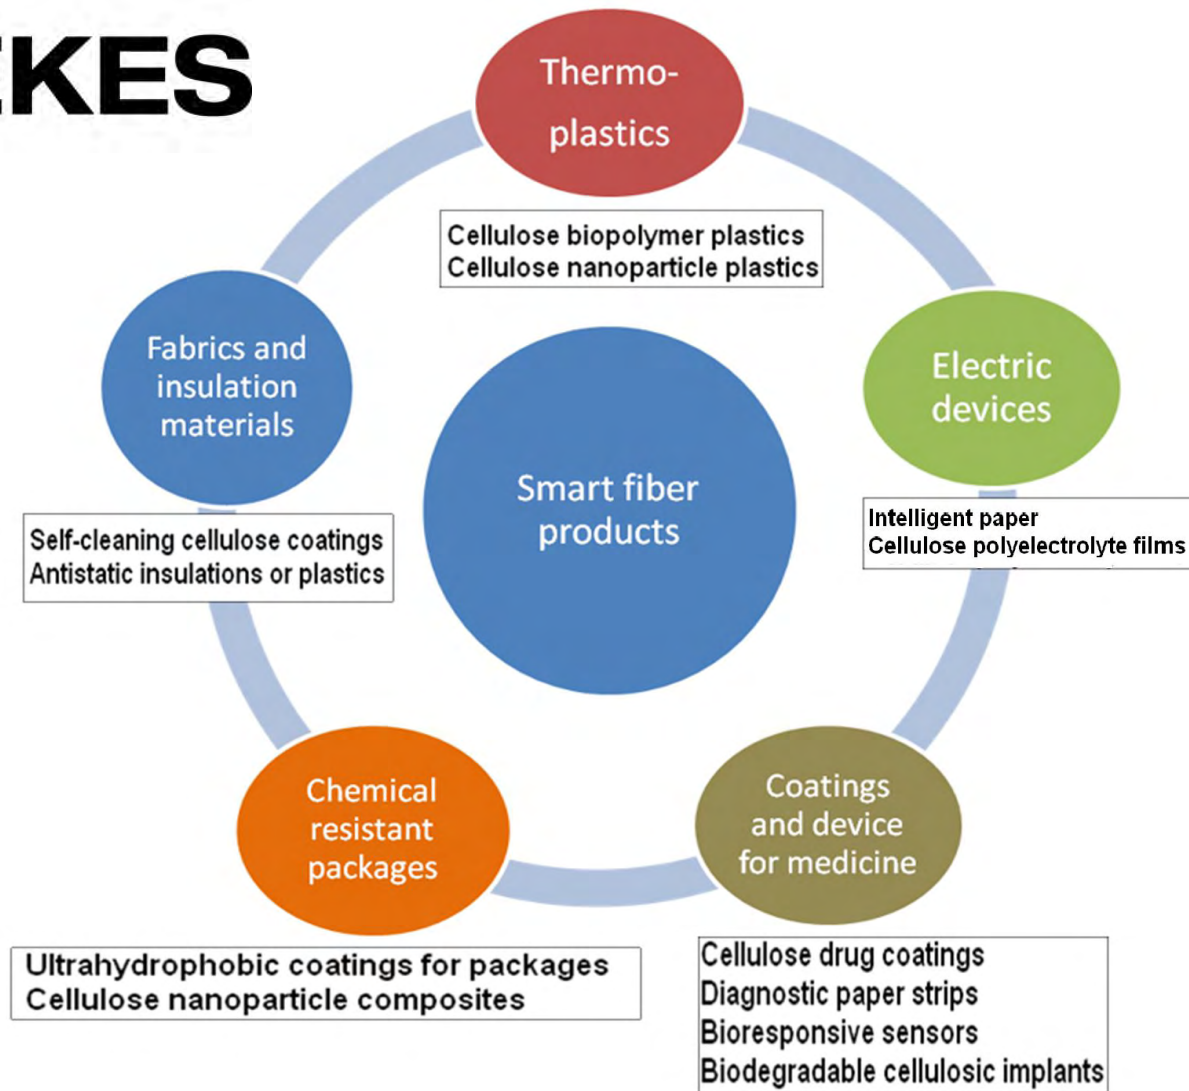 EKES
Thermo-
plastics
Cellulose biopolymer plastics
Cellulose nanoparticle plastics
Fabrics and
insulation
materials
Electric
devices
Smart fiber
products
Intelligent paper
Cellulose polyelectrolyte films
Self-cleaning cellulose coatings
Antistatic insulations or plastics
Chemical
resistant
packages
Coatings
and device
for medicine
Ultrahydrophobic coatings for packages
Cellulose nanoparticle composites
Cellulose drug coatings
Diagnostic paper strips
Bioresponsive sensors
Biodegradable cellulosic implants